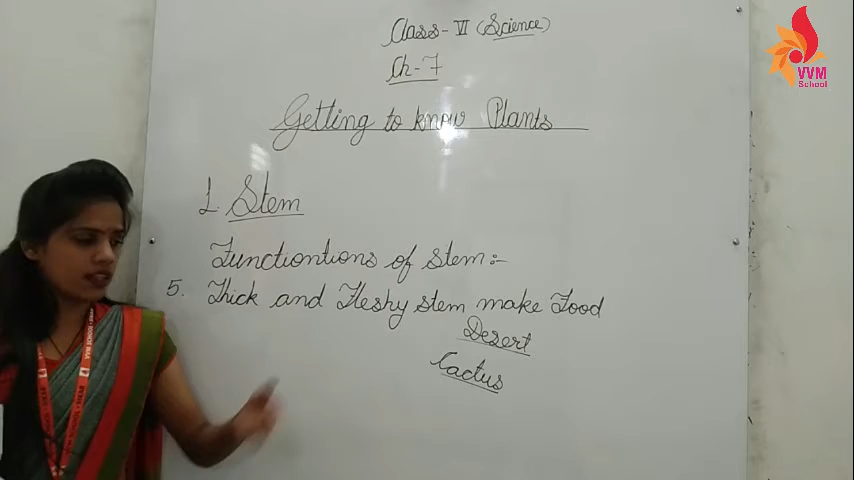 Class - VI (Science)
Ch - 7
Getting to know Plants
1. Stem
Functiontions of stem :-
5. Thick and Fleshy stem make Food
Desert
Cactus
VVM
School